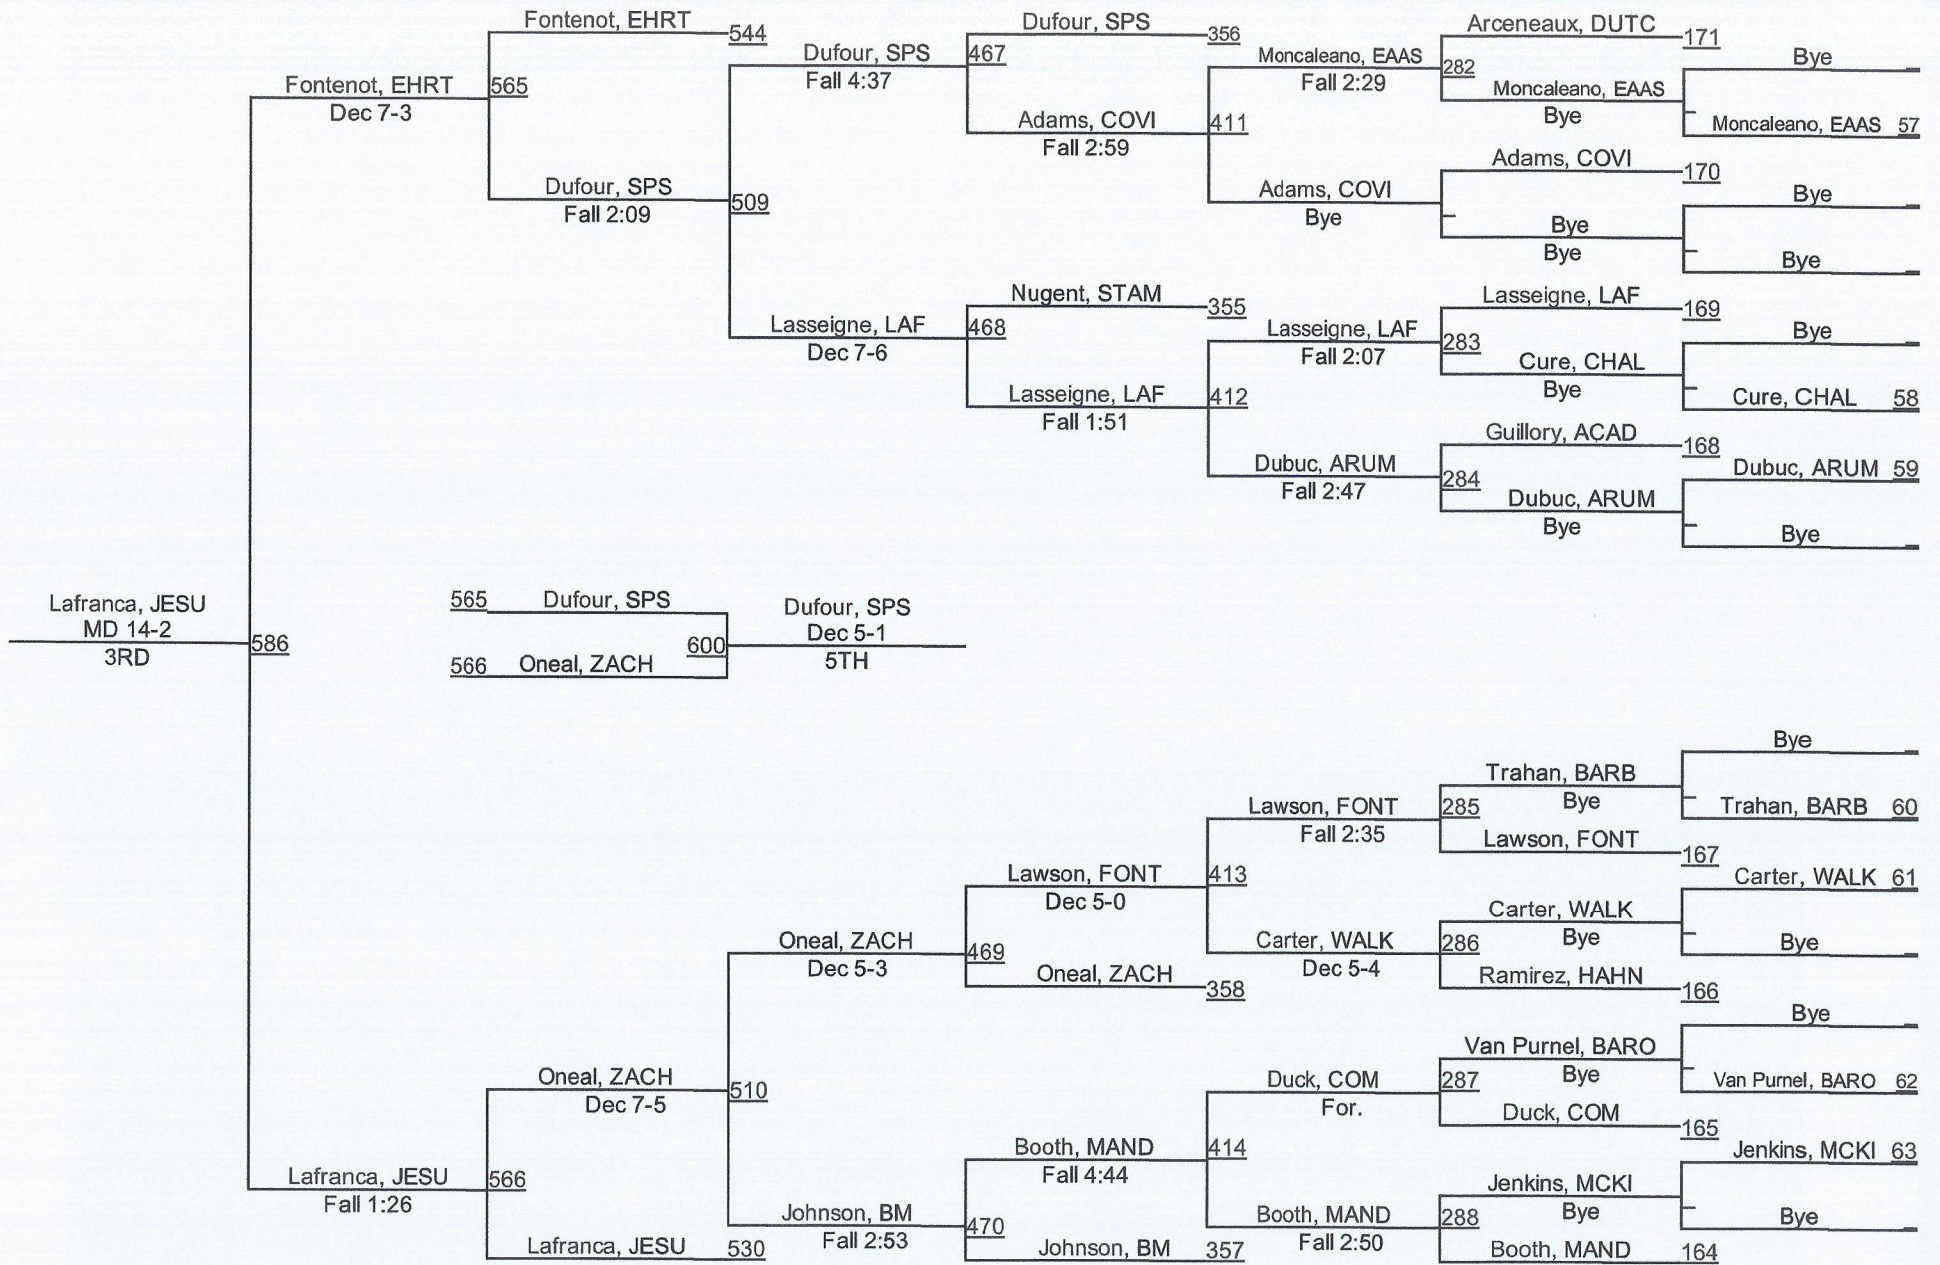 Fontenot, EHRT
544
Dufour, SPS
356
Arceneaux, DUTC
171
Bye
Dufour, SPS
Fall 4:37
467
Moncaleano, EAAS
Fall 2:29
282
Moncaleano, EAAS
Bye
Fontenot, EHRT
Dec 7-3
565
Adams, COVI
Fall 2:59
411
Moncaleano, EAAS 57
Adams, COVI
170
Bye
Dufour, SPS
Fall 2:09
509
Adams, COVI
Bye
Bye
Bye
Bye
Nugent, STAM
355
Lasseigne, LAF
169
Bye
Lasseigne, LAF
Dec 7-6
468
Lasseigne, LAF
Fall 2:07
283
Cure, CHAL
Bye
Cure, CHAL 58
Lasseigne, LAF
Fall 1:51
412
Guillory, ACAD
168
Dubuc, ARUM 59
Dubuc, ARUM
Fall 2:47
284
Dubuc, ARUM
Bye
Bye
Lafranca, JESU
MD 14-2
3RD
586
565 Dufour, SPS
600
566 Oneal, ZACH
Dufour, SPS
Dec 5-1
5TH
Bye
Trahan, BARB
Bye
Trahan, BARB 60
Lawson, FONT
Fall 2:35
285
Lawson, FONT
167
Lawson, FONT
Dec 5-0
413
Carter, WALK 61
Carter, WALK
Bye
Bye
Oneal, ZACH
Dec 5-3
469
Carter, WALK
Dec 5-4
286
Oneal, ZACH
358
Ramirez, HAHN
166
Bye
Van Purnel, BARO
Bye
Van Purnel, BARO 62
Oneal, ZACH
Dec 7-5
510
Duck, COM
For.
287
Duck, COM
165
Booth, MAND
Fall 4:44
414
Jenkins, MCKI 63
Lafranca, JESU
Fall 1:26
566
Jenkins, MCKI
Bye
Bye
Johnson, BM
Fall 2:53
470
Booth, MAND
Fall 2:50
288
Lafranca, JESU
530
Johnson, BM
357
Booth, MAND
164